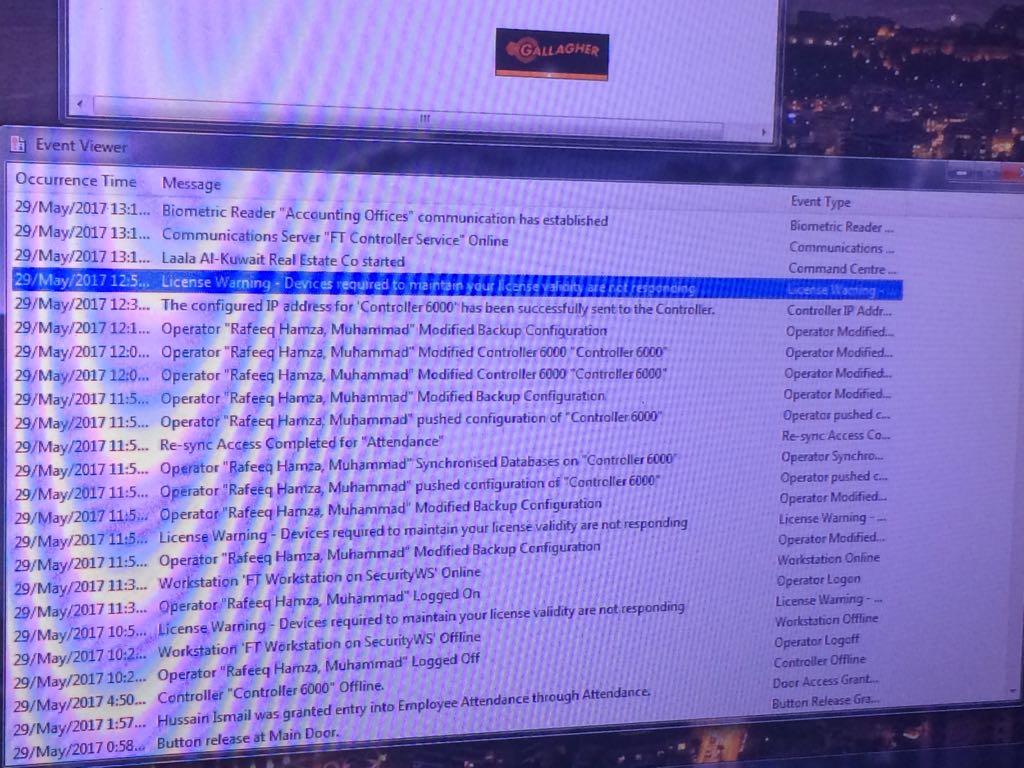 GALLAGHER
Event Viewer
Occurrence Time Message Event Type
29/May/2017 13:1... Biometric Reader "Accounting Offices" communication has established Biometric Reader ...
29/May/2017 13:1... Communications Server "FT Controller Service" Online Communications ...
29/May/2017 13:1... Laala Al-Kuwait Real Estate Co started Command Centre ...
29/May/2017 12:5... License Warning - Devices required to maintain your license validity are not responding License Warning - ...
29/May/2017 12:3... The configured IP address for 'Controller 6000' has been successfully sent to the Controller. Controller IP Addr...
29/May/2017 12:1... Operator "Rafeeq Hamza, Muhammad" Modified Backup Configuration Operator Modified...
29/May/2017 12:0... Operator "Rafeeq Hamza, Muhammad" Modified Controller 6000 "Controller 6000" Operator Modified...
29/May/2017 12:0... Operator "Rafeeq Hamza, Muhammad" Modified Controller 6000 "Controller 6000" Operator Modified...
29/May/2017 11:5... Operator "Rafeeq Hamza, Muhammad" Modified Backup Configuration Operator Modified...
29/May/2017 11:5... Operator "Rafeeq Hamza, Muhammad" pushed configuration of "Controller 6000" Operator pushed c...
29/May/2017 11:5... Re-sync Access Completed for "Attendance" Re-sync Access Co...
29/May/2017 11:5... Operator "Rafeeq Hamza, Muhammad" Synchronised Databases on "Controller 6000" Operator Synchro...
29/May/2017 11:5... Operator "Rafeeq Hamza, Muhammad" pushed configuration of "Controller 6000" Operator pushed c...
29/May/2017 11:5... Operator "Rafeeq Hamza, Muhammad" Modified Backup Configuration Operator Modified...
29/May/2017 11:5... License Warning - Devices required to maintain your license validity are not responding License Warning - ...
29/May/2017 11:5... Operator "Rafeeq Hamza, Muhammad" Modified Backup Configuration Operator Modified...
29/May/2017 11:3... Workstation 'FT Workstation on SecurityWS' Online Workstation Online
29/May/2017 11:3... Operator "Rafeeq Hamza, Muhammad" Logged On Operator Logon
29/May/2017 10:5... License Warning - Devices required to maintain your license validity are not responding License Warning - ...
29/May/2017 10:2... Workstation 'FT Workstation on SecurityWS' Offline Workstation Offline
29/May/2017 10:2... Operator "Rafeeq Hamza, Muhammad" Logged Off Operator Logoff
29/May/2017 4:50... Controller "Controller 6000" Offline. Controller Offline
29/May/2017 1:57... Hussain Ismail was granted entry into Employee Attendance through Attendance. Door Access Grant...
29/May/2017 0:58... Button release at Main Door. Button Release Gra...